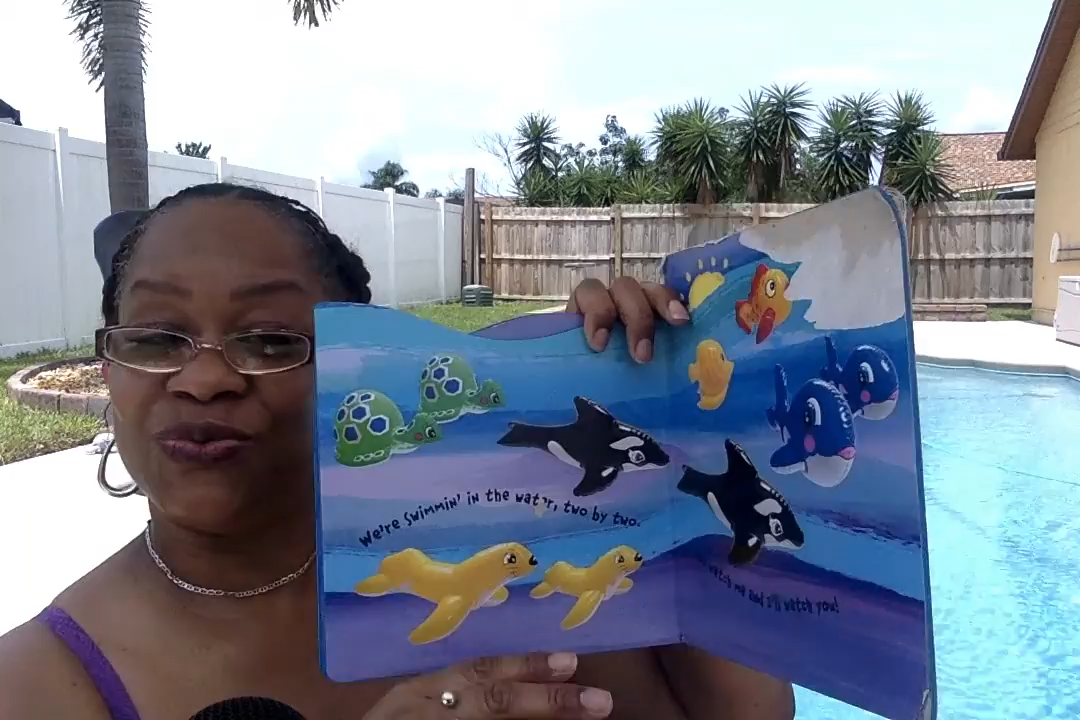 We're swimmin' in the water, two by two.
watch me and I'll watch you!